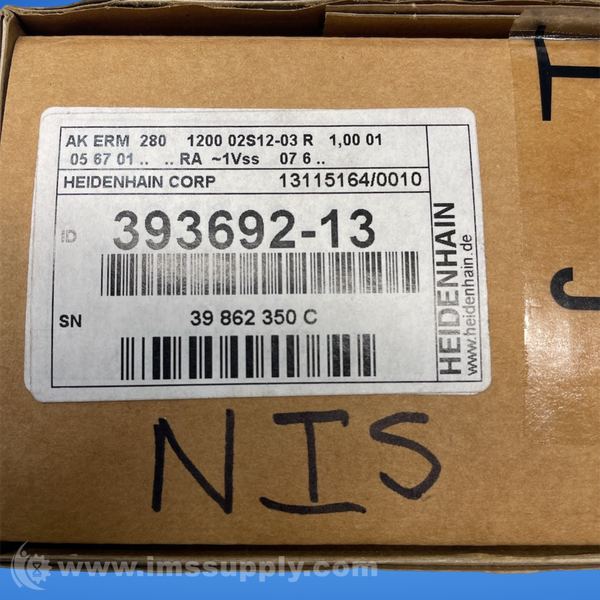 AK ERM 280 1200 02S12-03 R 1,00 01
05 67 01 .. .. RA ~1Vss 07 6 ..
HEIDENHAIN CORP 13115164/0010
ID 393692-13
SN 39 862 350 C
HEIDENHAIN
www.heidenhain.de
NIS
www.imssupply.com